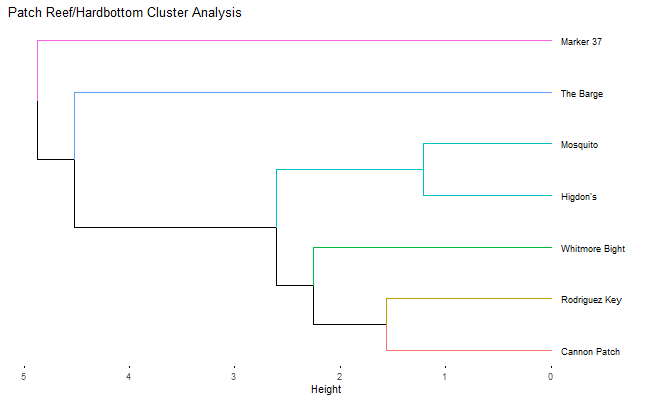 Patch Reef/Hardbottom Cluster Analysis
Marker 37
The Barge
Mosquito
Higdon's
Whitmore Bight
Rodriguez Key
Cannon Patch
5 4 3 2 1 0
Height